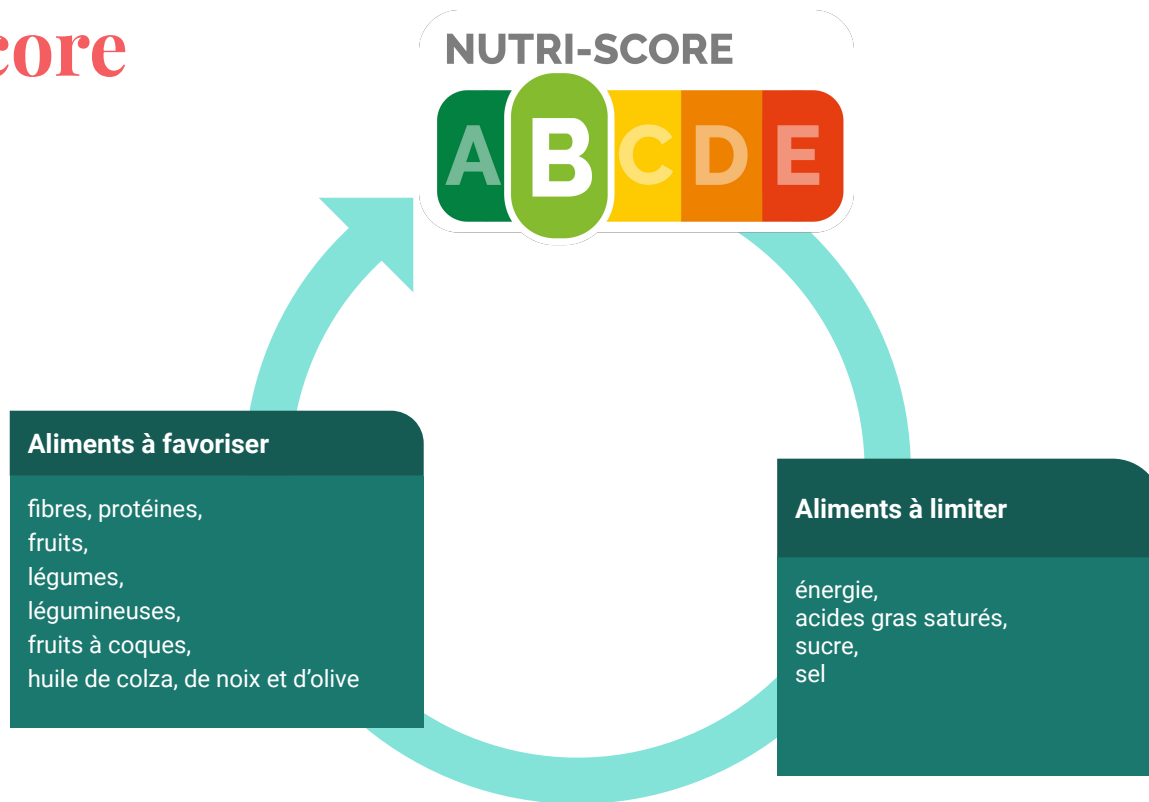 core
NUTRI-SCORE
A B C D E
Aliments à favoriser
fibres, protéines,
fruits,
légumes,
légumineuses,
fruits à coques,
huile de colza, de noix et d’olive
Aliments à limiter
énergie,
acides gras saturés,
sucre,
sel